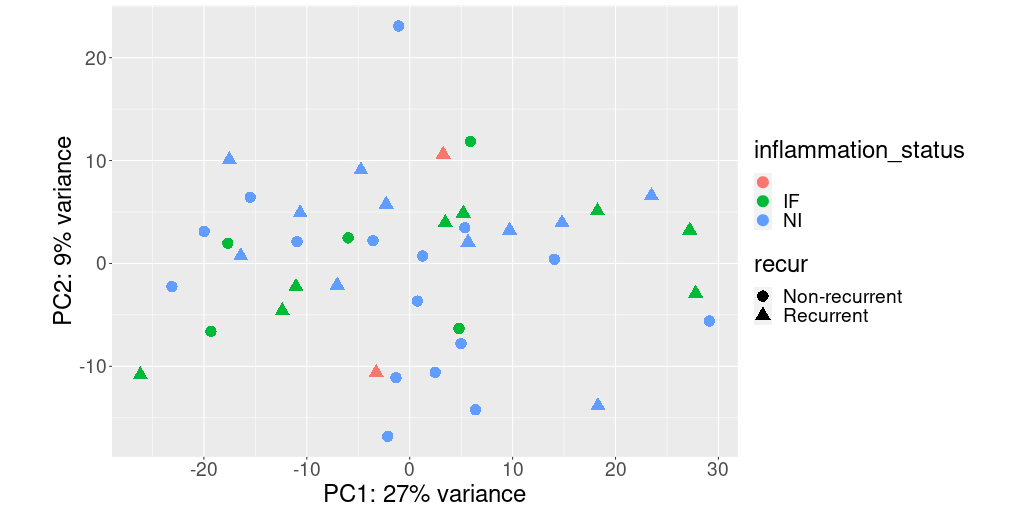 20
10
0
-10
PC2: 9% variance
-20
-10
0
10
20
30
PC1: 27% variance
inflammation_status
IF
NI
recur
Non-recurrent
Recurrent